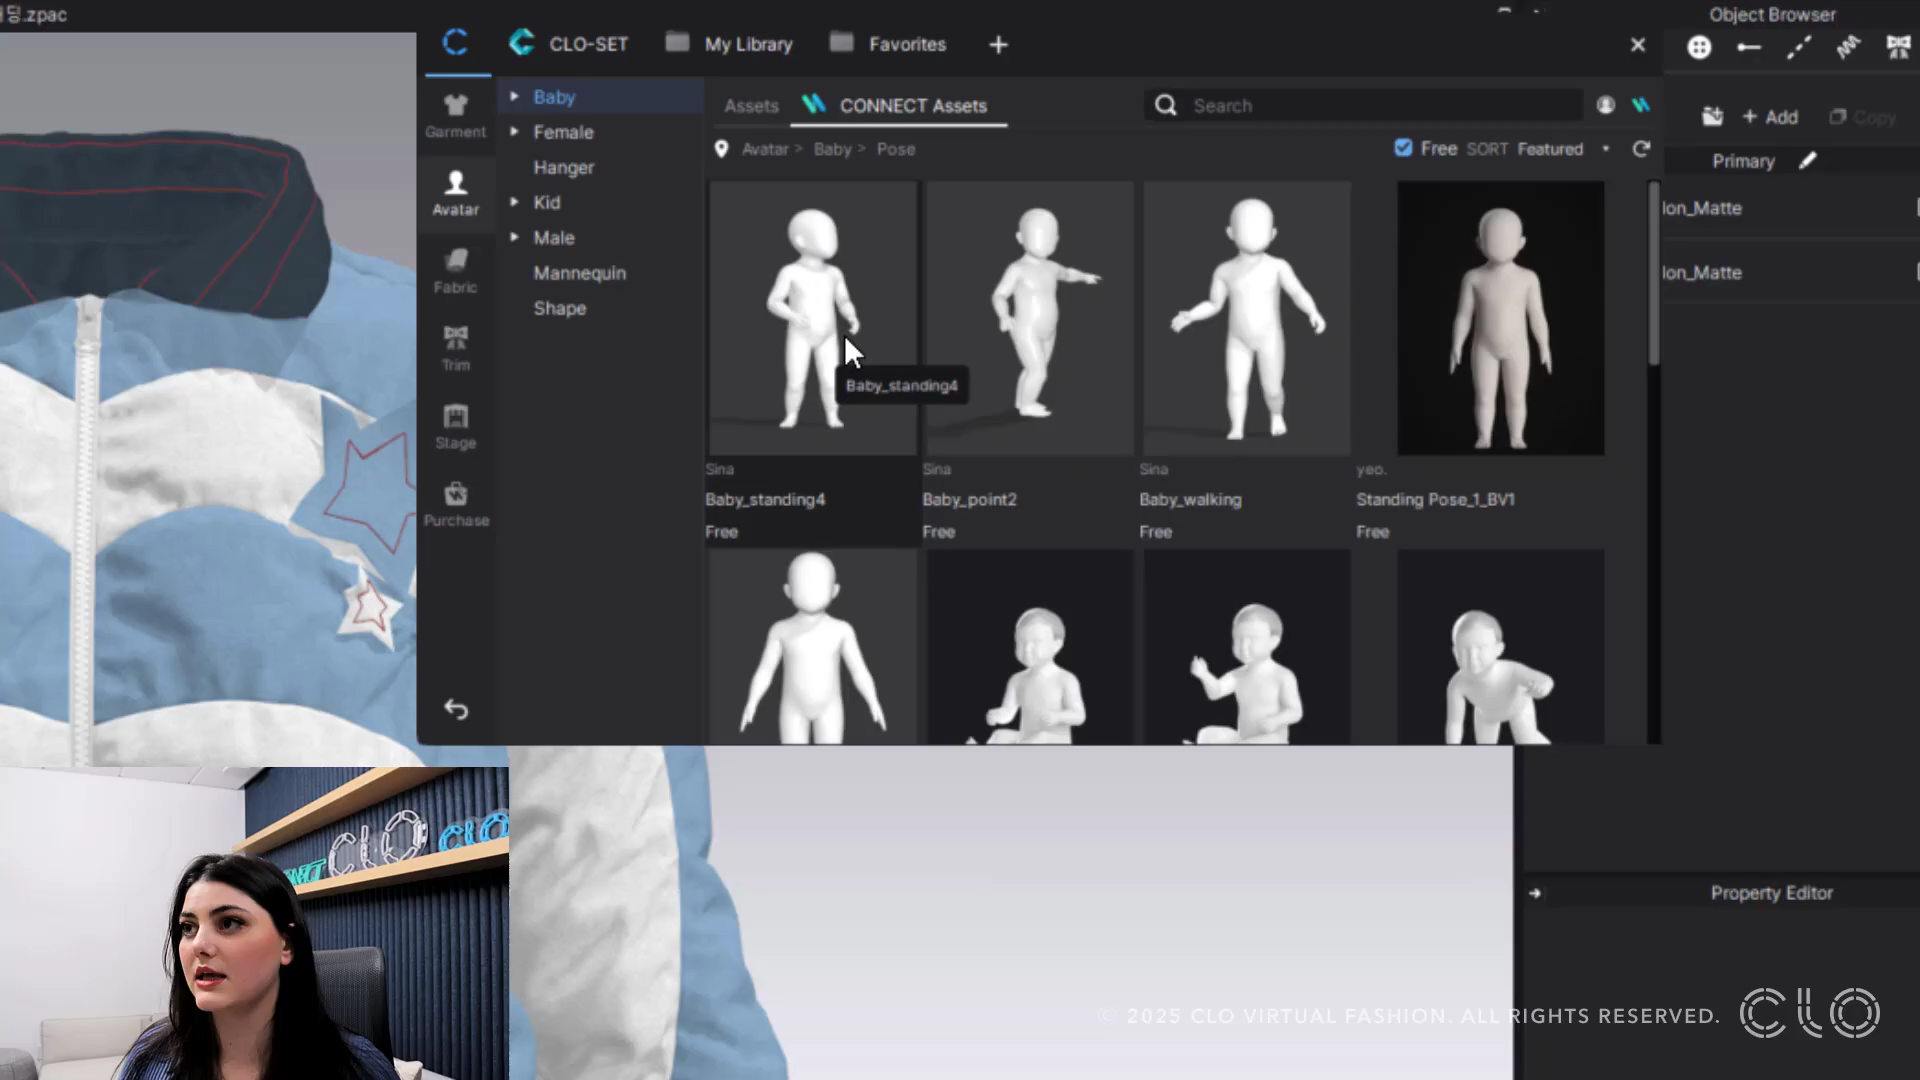 딩.zpac
Object Browser
CLO-SET
My Library
Favorites
Garment
Avatar
Fabric
Trim
Stage
Purchase
Baby
Female
Hanger
Kid
Male
Mannequin
Shape
Assets
CONNECT Assets
Search
Avatar > Baby > Pose
Free
SORT Featured
+ Add
Copy
Primary
lon_Matte
lon_Matte
Baby_standing4
Sina
Baby_standing4
Free
Sina
Baby_point2
Free
Sina
Baby_walking
Free
yeo.
Standing Pose_1_BV1
Free
Property Editor
CLO
CLO
© 2025 CLO VIRTUAL FASHION. ALL RIGHTS RESERVED.
CLO